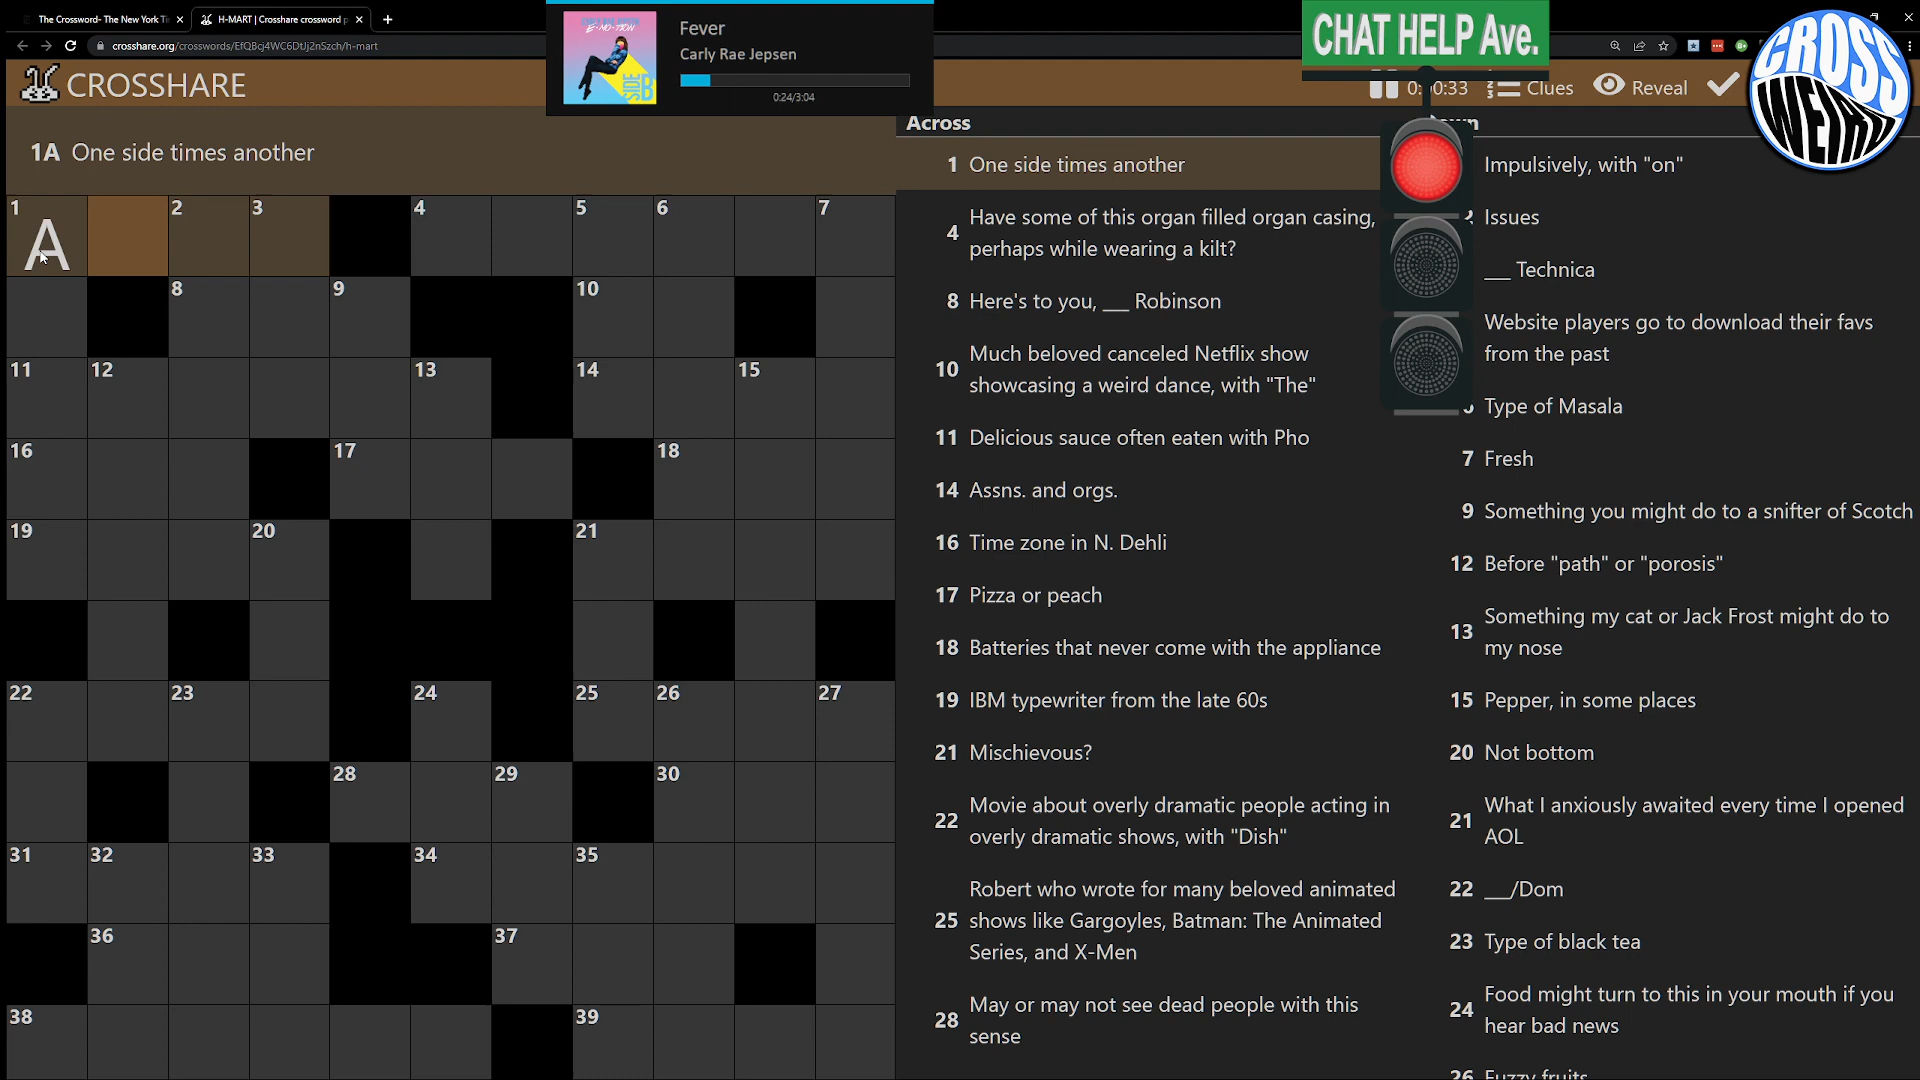 The Crossword- The New York Ti
H-MART | Crosshare crossword p
crosshare.org/crosswords/EfQBcj4WC6DtJj2nSzch/h-mart
CROSSHARE
E•MO•TION
SIDE B
Fever
Carly Rae Jepsen
0:24/3:04
CHAT HELP Ave.
Clues
Reveal
CROSS
WEIRD
1A One side times another
1 2 3 4 5 6 7
A
8 9 10
11 12 13 14 15
16 17 18
19 20 21
22 23 24 25 26 27
28 29 30
31 32 33 34 35
36 37
38 39
Across
1 One side times another
4 Have some of this organ filled organ casing,
perhaps while wearing a kilt?
8 Here's to you, ___ Robinson
10 Much beloved canceled Netflix show
showcasing a weird dance, with "The"
11 Delicious sauce often eaten with Pho
14 Assns. and orgs.
16 Time zone in N. Dehli
17 Pizza or peach
18 Batteries that never come with the appliance
19 IBM typewriter from the late 60s
21 Mischievous?
22 Movie about overly dramatic people acting in
overly dramatic shows, with "Dish"
25 Robert who wrote for many beloved animated
shows like Gargoyles, Batman: The Animated
Series, and X-Men
28 May or may not see dead people with this
sense
Impulsively, with "on"
Issues
___ Technica
Website players go to download their favs
from the past
Type of Masala
7 Fresh
9 Something you might do to a snifter of Scotch
12 Before "path" or "porosis"
13 Something my cat or Jack Frost might do to
my nose
15 Pepper, in some places
20 Not bottom
21 What I anxiously awaited every time I opened
AOL
22 ___/Dom
23 Type of black tea
24 Food might turn to this in your mouth if you
hear bad news
26 Fuzzy fruits